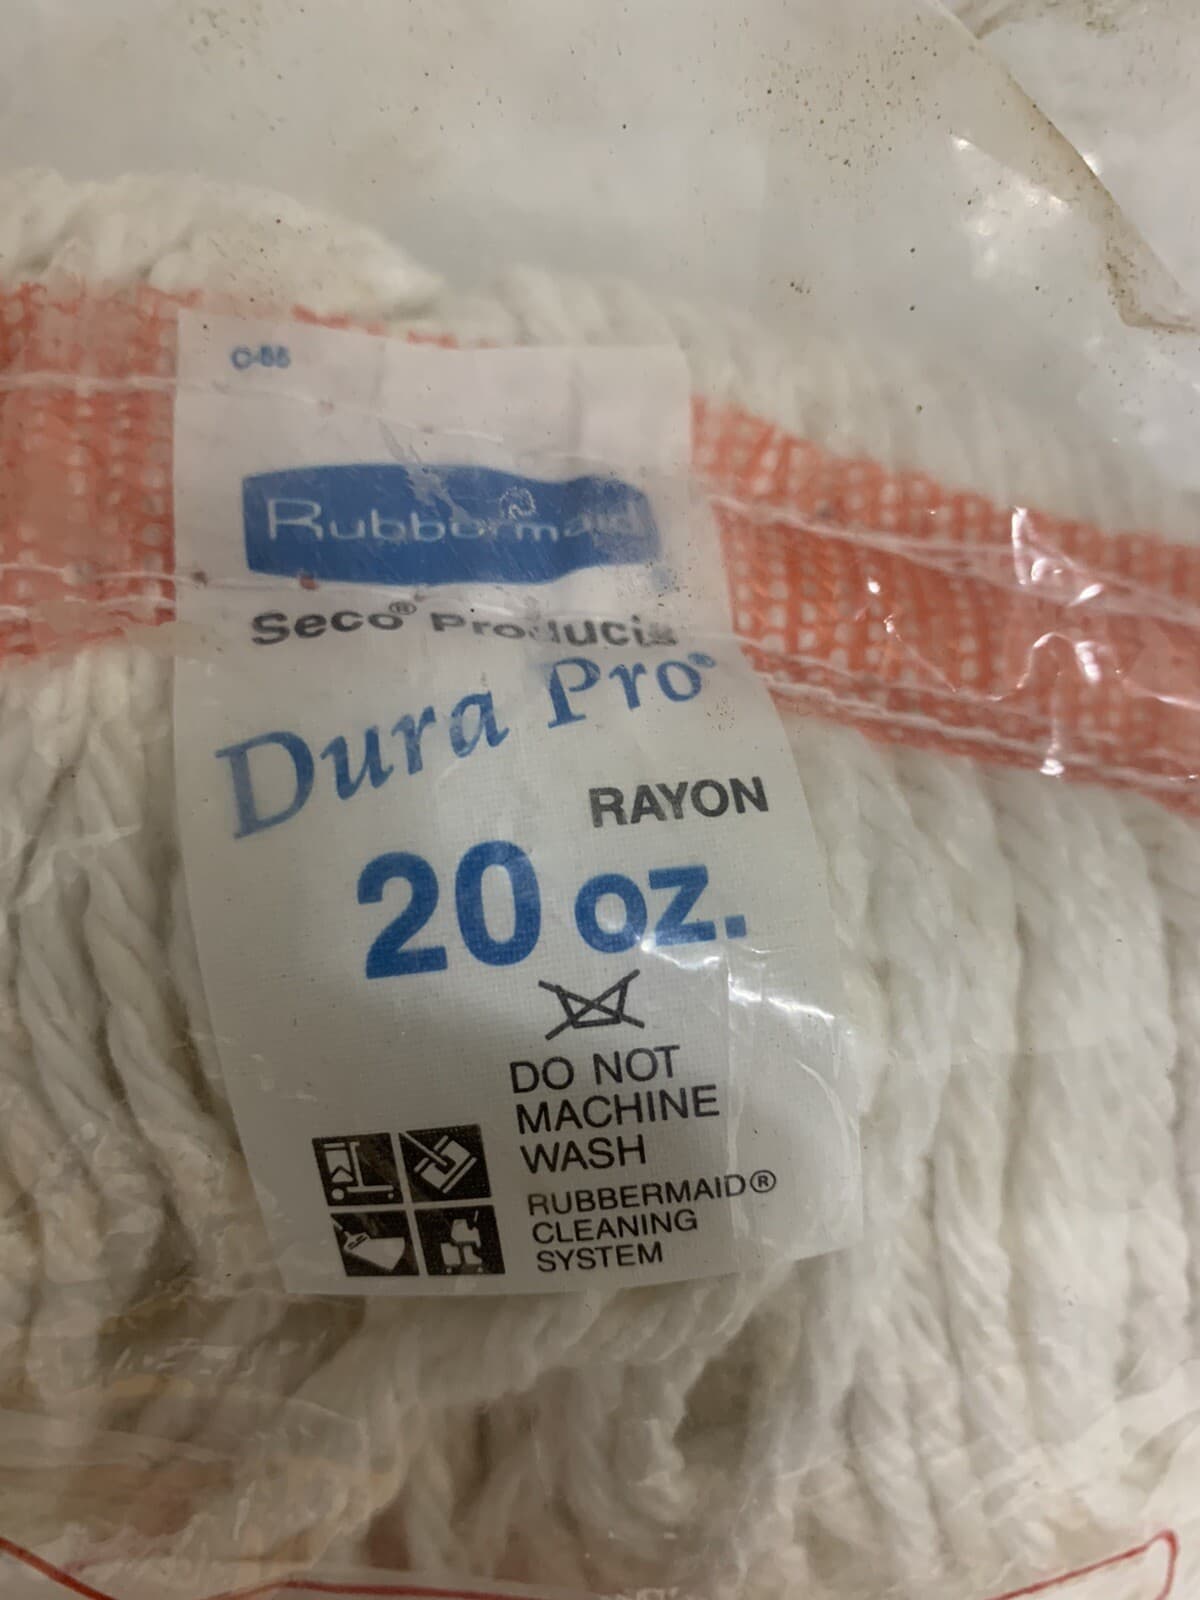 C-55
Rubbermaid
Seco® Products
Dura Pro®
RAYON
20 oz.
DO NOT
MACHINE
WASH
RUBBERMAID®
CLEANING
SYSTEM